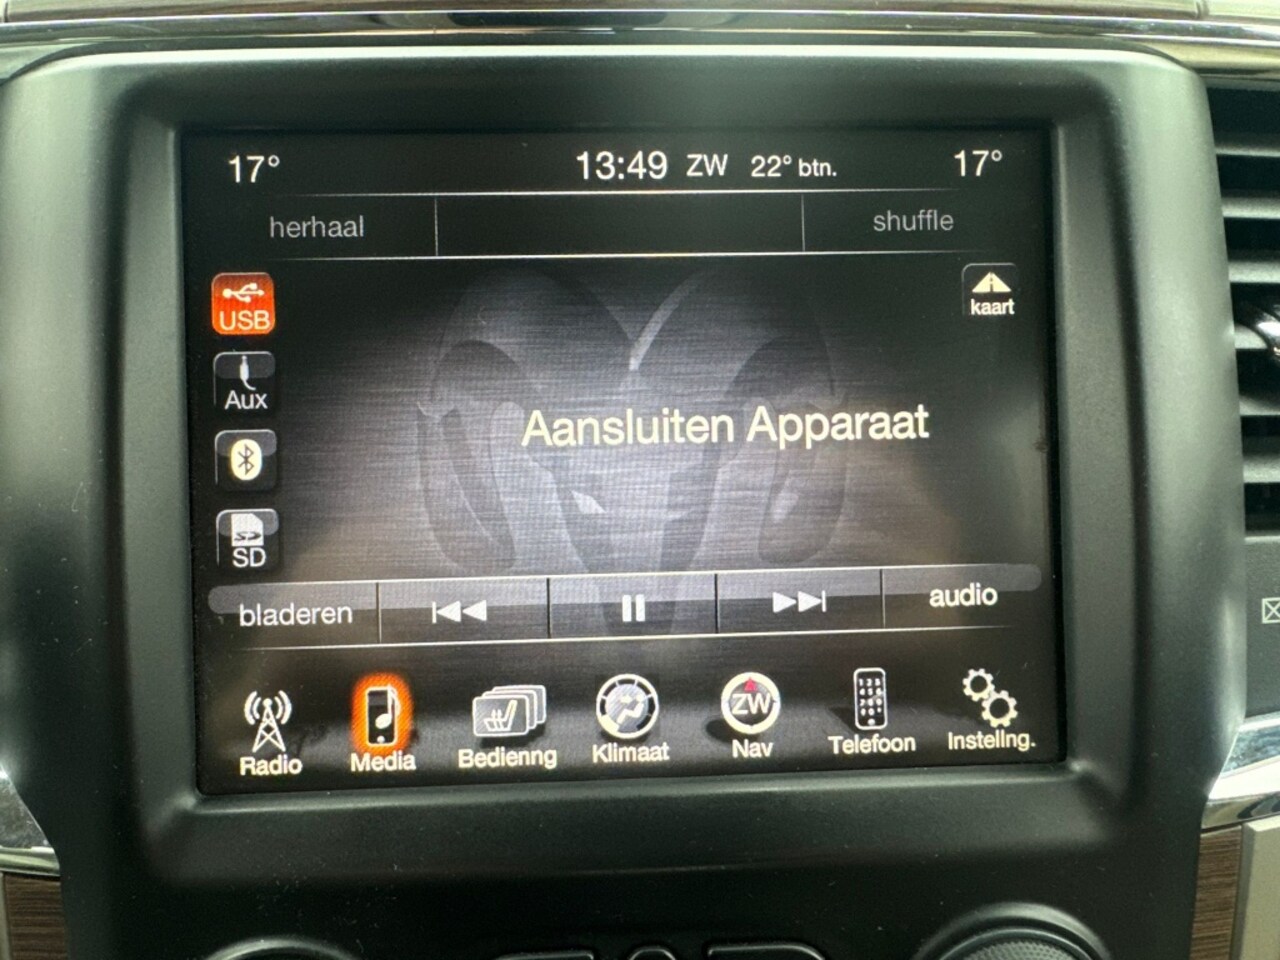 17° 13:49 ZW 22° btn. 17°
herhaal shuffle
USB
kaart
Aux
Aansluiten Apparaat
SD
bladeren audio
ZW
Radio Media Bedienng Klimaat Nav Telefoon Instellng.